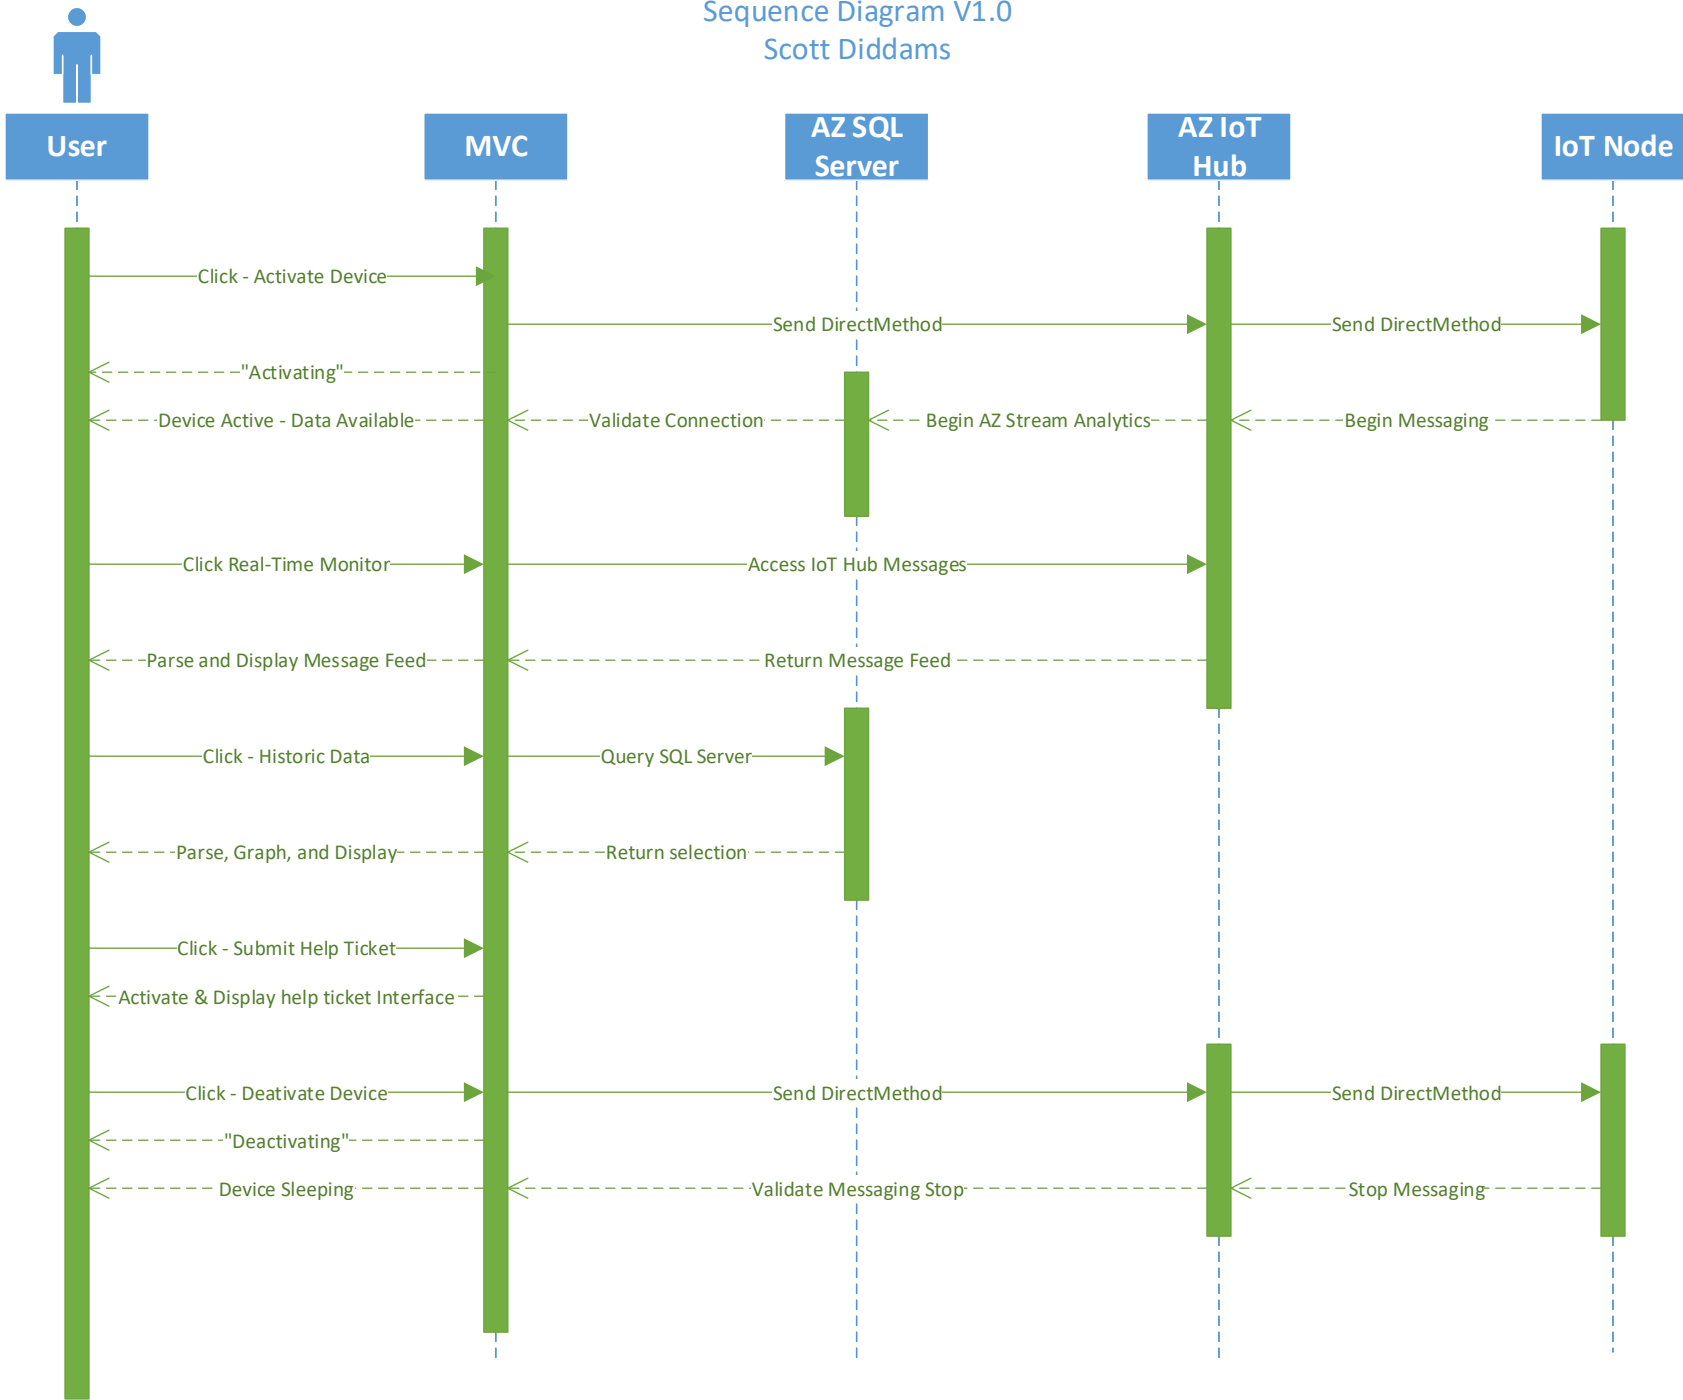 Sequence Diagram V1.0
Scott Diddams
User
MVC
AZ SQL
Server
AZ IoT
Hub
IoT Node
Click - Activate Device
Send DirectMethod
Send DirectMethod
"Activating"
Device Active - Data Available
Validate Connection
Begin AZ Stream Analytics
Begin Messaging
Click Real-Time Monitor
Access IoT Hub Messages
Parse and Display Message Feed
Return Message Feed
Click - Historic Data
Query SQL Server
Parse, Graph, and Display
Return selection
Click - Submit Help Ticket
Activate & Display help ticket Interface
Click - Deativate Device
Send DirectMethod
Send DirectMethod
"Deactivating"
Device Sleeping
Validate Messaging Stop
Stop Messaging